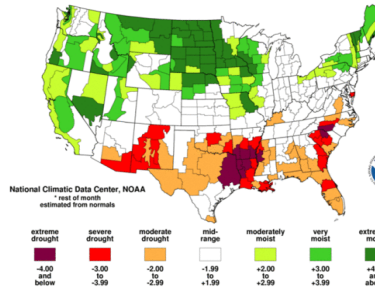 National Climatic Data Center, NOAA
* rest of month
estimated from normals
extreme drought
severe drought
moderate drought
mid-range
moderately moist
very moist
extrem
mois
-4.00 and below
-3.00 to -3.99
-2.00 to -2.99
-1.99 to +1.99
+2.00 to +2.99
+3.00 to +3.99